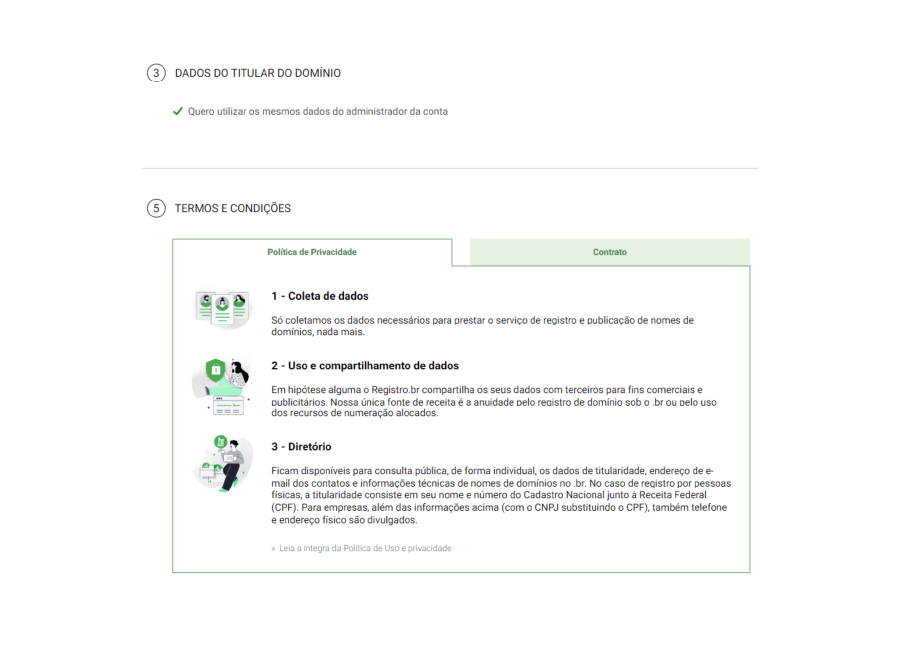 3 DADOS DO TITULAR DO DOMÍNIO
Quero utilizar os mesmos dados do administrador da conta
5 TERMOS E CONDIÇÕES
Política de Privacidade
Contrato
1 - Coleta de dados
Só coletamos os dados necessários para prestar o serviço de registro e publicação de nomes de
domínios, nada mais.
2 - Uso e compartilhamento de dados
Em hipótese alguma o Registro.br compartilha os seus dados com terceiros para fins comerciais e
publicitários. Nossa única fonte de receita é a anuidade pelo registro de domínio sob o .br ou pelo uso
dos recursos de numeração alocados.
3 - Diretório
Ficam disponíveis para consulta pública, de forma individual, os dados de titularidade, endereço de e-
mail dos contatos e informações técnicas de nomes de domínios no .br. No caso de registro por pessoas
físicas, a titularidade consiste em seu nome e número do Cadastro Nacional junto à Receita Federal
(CPF). Para empresas, além das informações acima (com o CNPJ substituindo o CPF), também telefone
e endereço físico são divulgados.
» Leia a íntegra da Política de Uso e privacidade